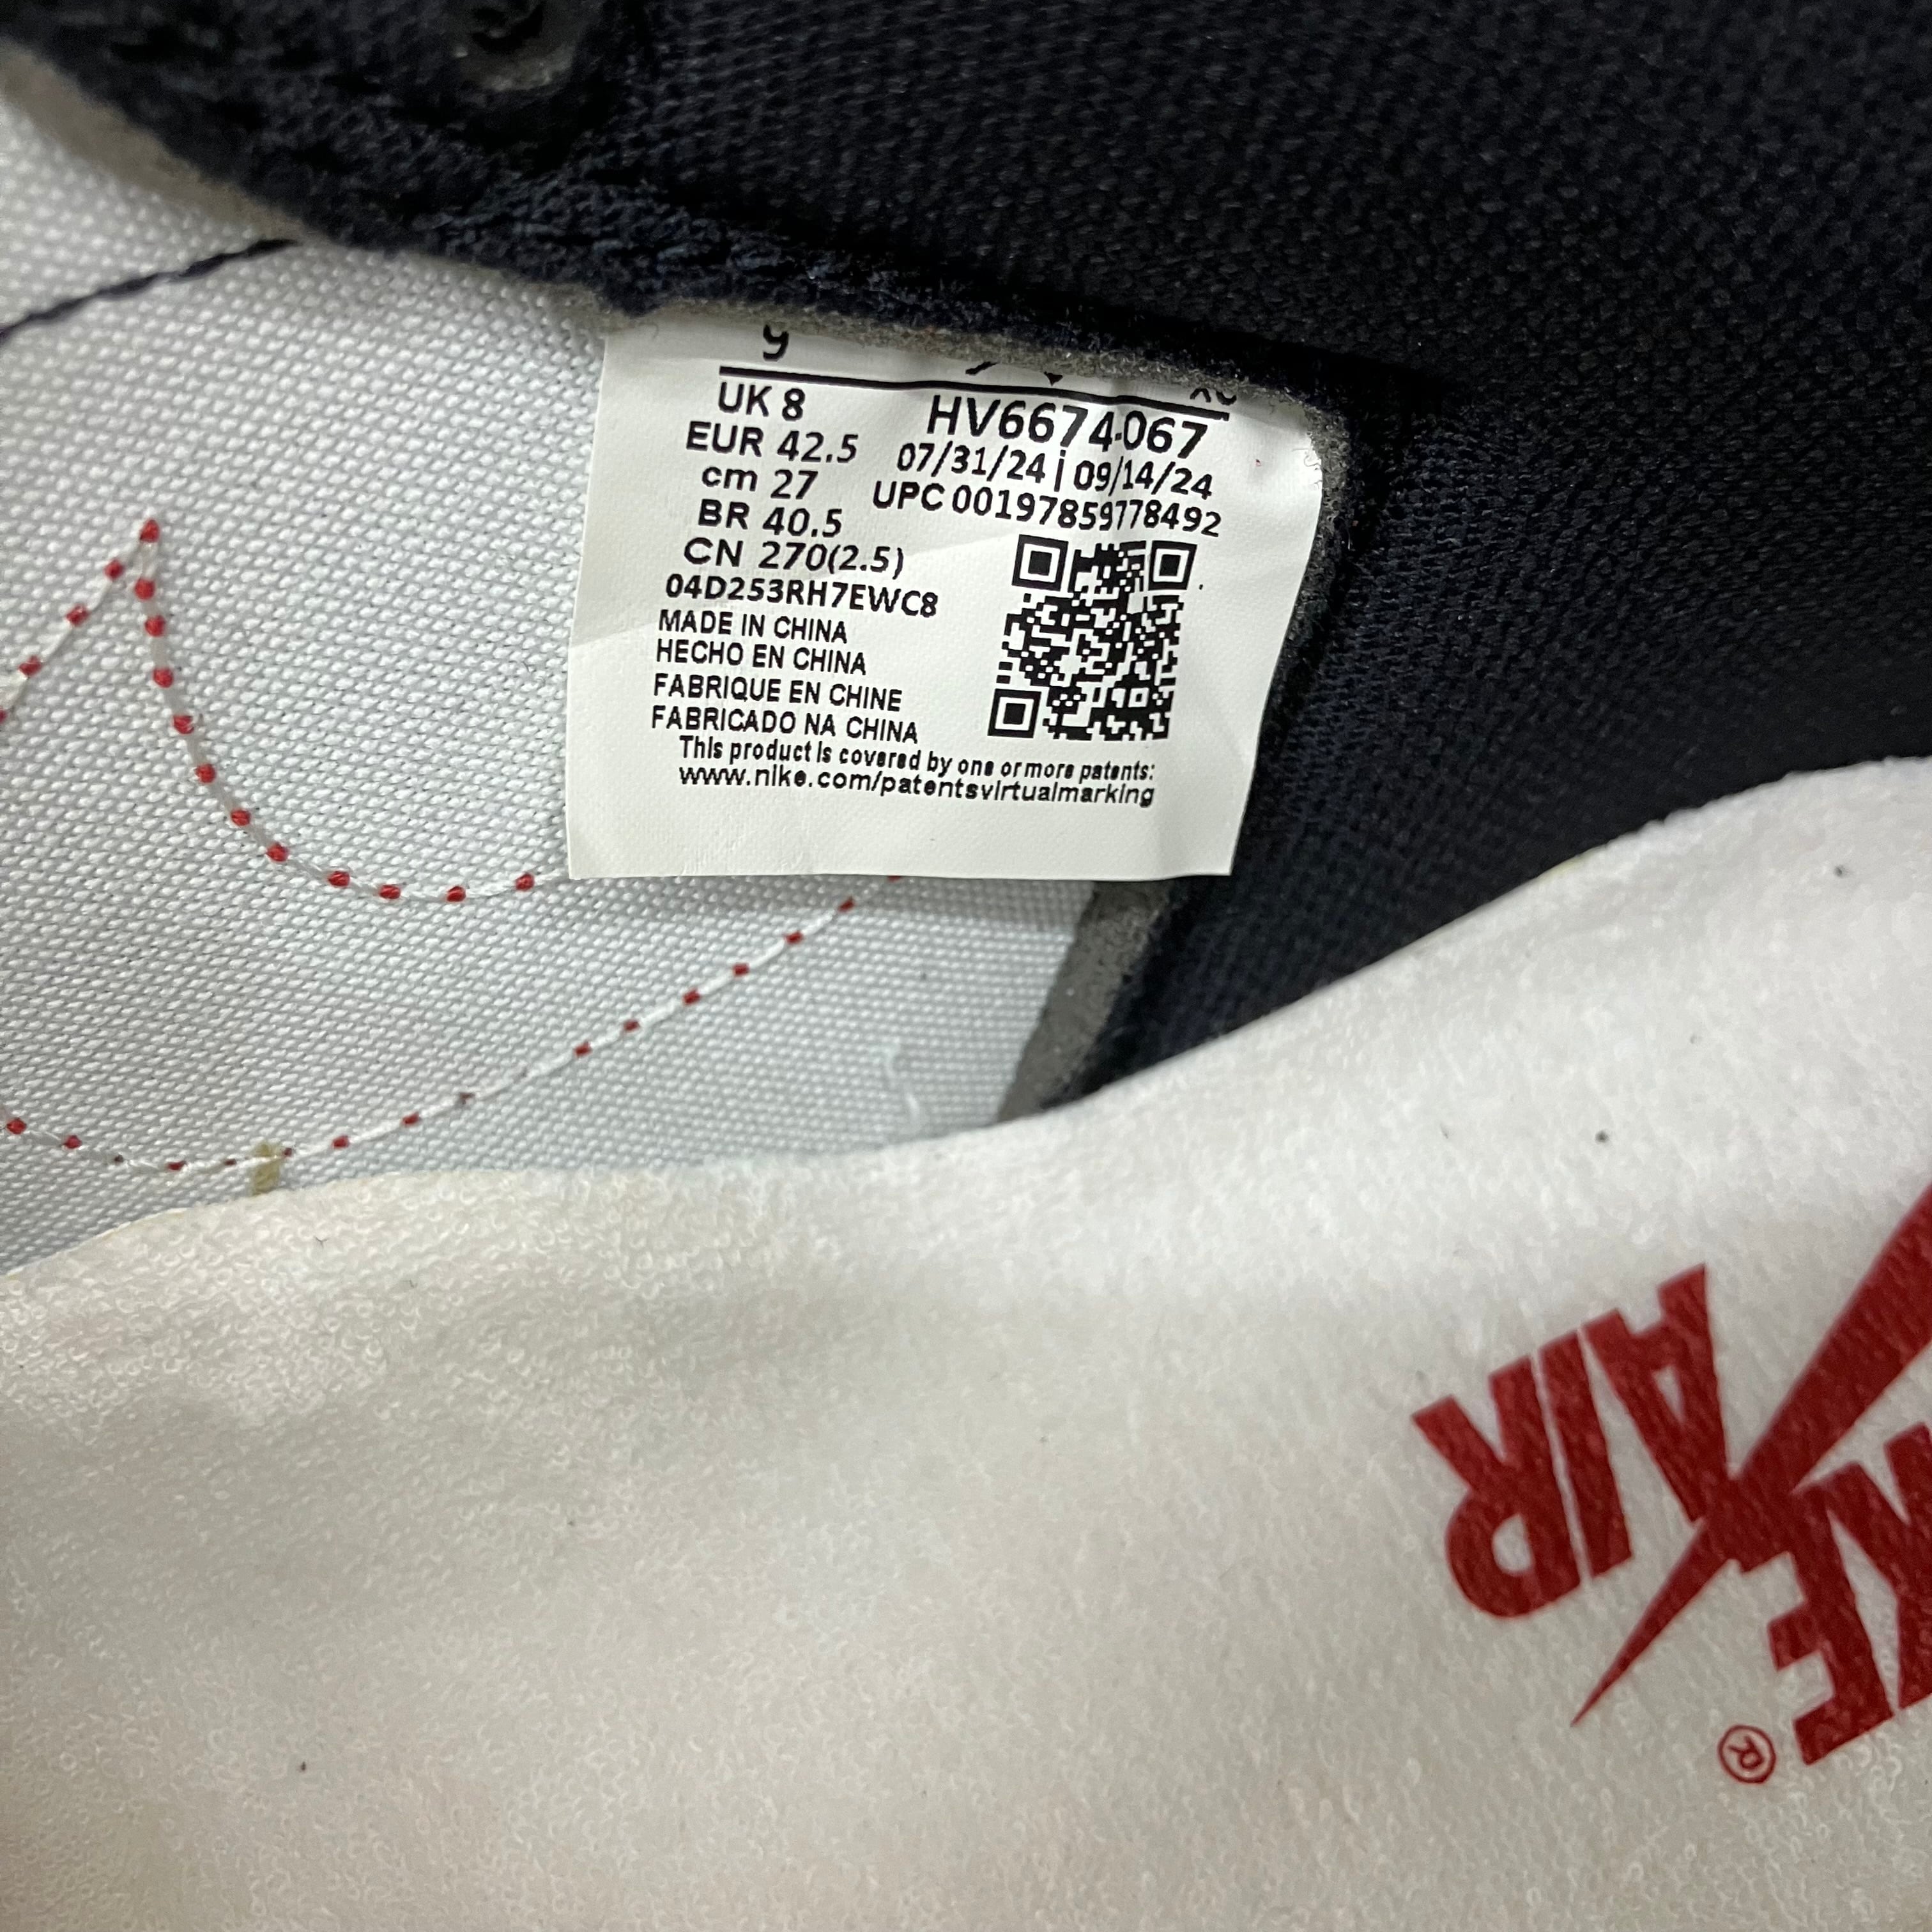 UK 8
EUR 42.5
cm 27
BR 40.5
CN 270(2.5)
04D253RH7EWC8
HV6674-067
07/31/24 | 09/14/24
UPC 00197859778492
MADE IN CHINA
HECHO EN CHINA
FABRIQUE EN CHINE
FABRICADO NA CHINA
This product is covered by one or more patents:
www.nike.com/patentsvirtualmarking
AIR
KE®